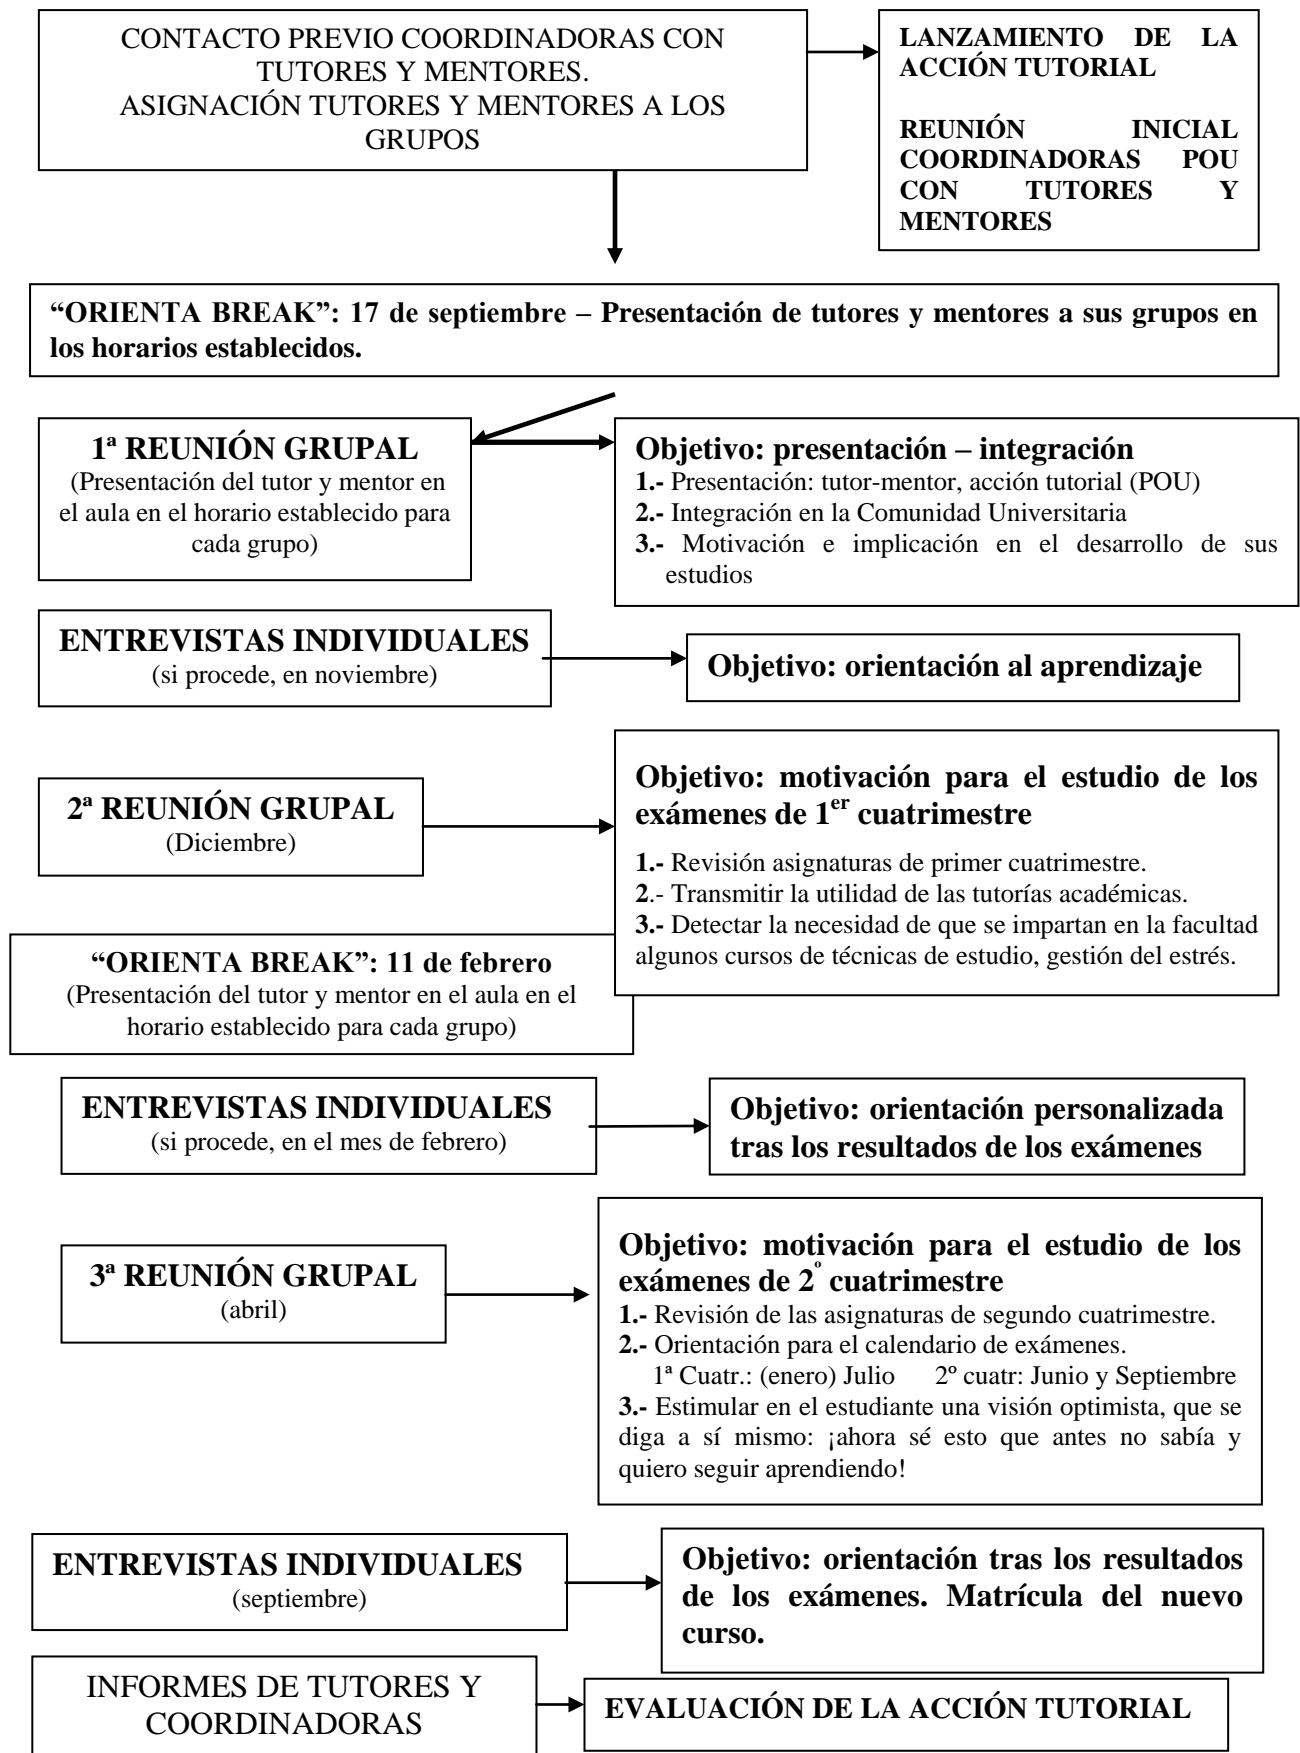 CONTACTO PREVIO COORDINADORAS CON
TUTORES Y MENTORES.
ASIGNACIÓN TUTORES Y MENTORES A LOS
GRUPOS
LANZAMIENTO DE LA
ACCIÓN TUTORIAL
REUNIÓN INICIAL
COORDINADORAS POU
CON TUTORES Y
MENTORES
“ORIENTA BREAK”: 17 de septiembre – Presentación de tutores y mentores a sus grupos en
los horarios establecidos.
1ª REUNIÓN GRUPAL
(Presentación del tutor y mentor en
el aula en el horario establecido para
cada grupo)
Objetivo: presentación – integración
1.- Presentación: tutor-mentor, acción tutorial (POU)
2.- Integración en la Comunidad Universitaria
3.- Motivación e implicación en el desarrollo de sus
estudios
ENTREVISTAS INDIVIDUALES
(si procede, en noviembre)
Objetivo: orientación al aprendizaje
2ª REUNIÓN GRUPAL
(Diciembre)
Objetivo: motivación para el estudio de los
exámenes de 1er cuatrimestre
1.- Revisión asignaturas de primer cuatrimestre.
2.- Transmitir la utilidad de las tutorías académicas.
3.- Detectar la necesidad de que se impartan en la facultad
algunos cursos de técnicas de estudio, gestión del estrés.
“ORIENTA BREAK”: 11 de febrero
(Presentación del tutor y mentor en el aula en el
horario establecido para cada grupo)
ENTREVISTAS INDIVIDUALES
(si procede, en el mes de febrero)
Objetivo: orientación personalizada
tras los resultados de los exámenes
3ª REUNIÓN GRUPAL
(abril)
Objetivo: motivación para el estudio de los
exámenes de 2º cuatrimestre
1.- Revisión de las asignaturas de segundo cuatrimestre.
2.- Orientación para el calendario de exámenes.
1ª Cuatr.: (enero) Julio 2º cuatr: Junio y Septiembre
3.- Estimular en el estudiante una visión optimista, que se
diga a sí mismo: ¡ahora sé esto que antes no sabía y
quiero seguir aprendiendo!
ENTREVISTAS INDIVIDUALES
(septiembre)
Objetivo: orientación tras los resultados
de los exámenes. Matrícula del nuevo
curso.
INFORMES DE TUTORES Y
COORDINADORAS
EVALUACIÓN DE LA ACCIÓN TUTORIAL